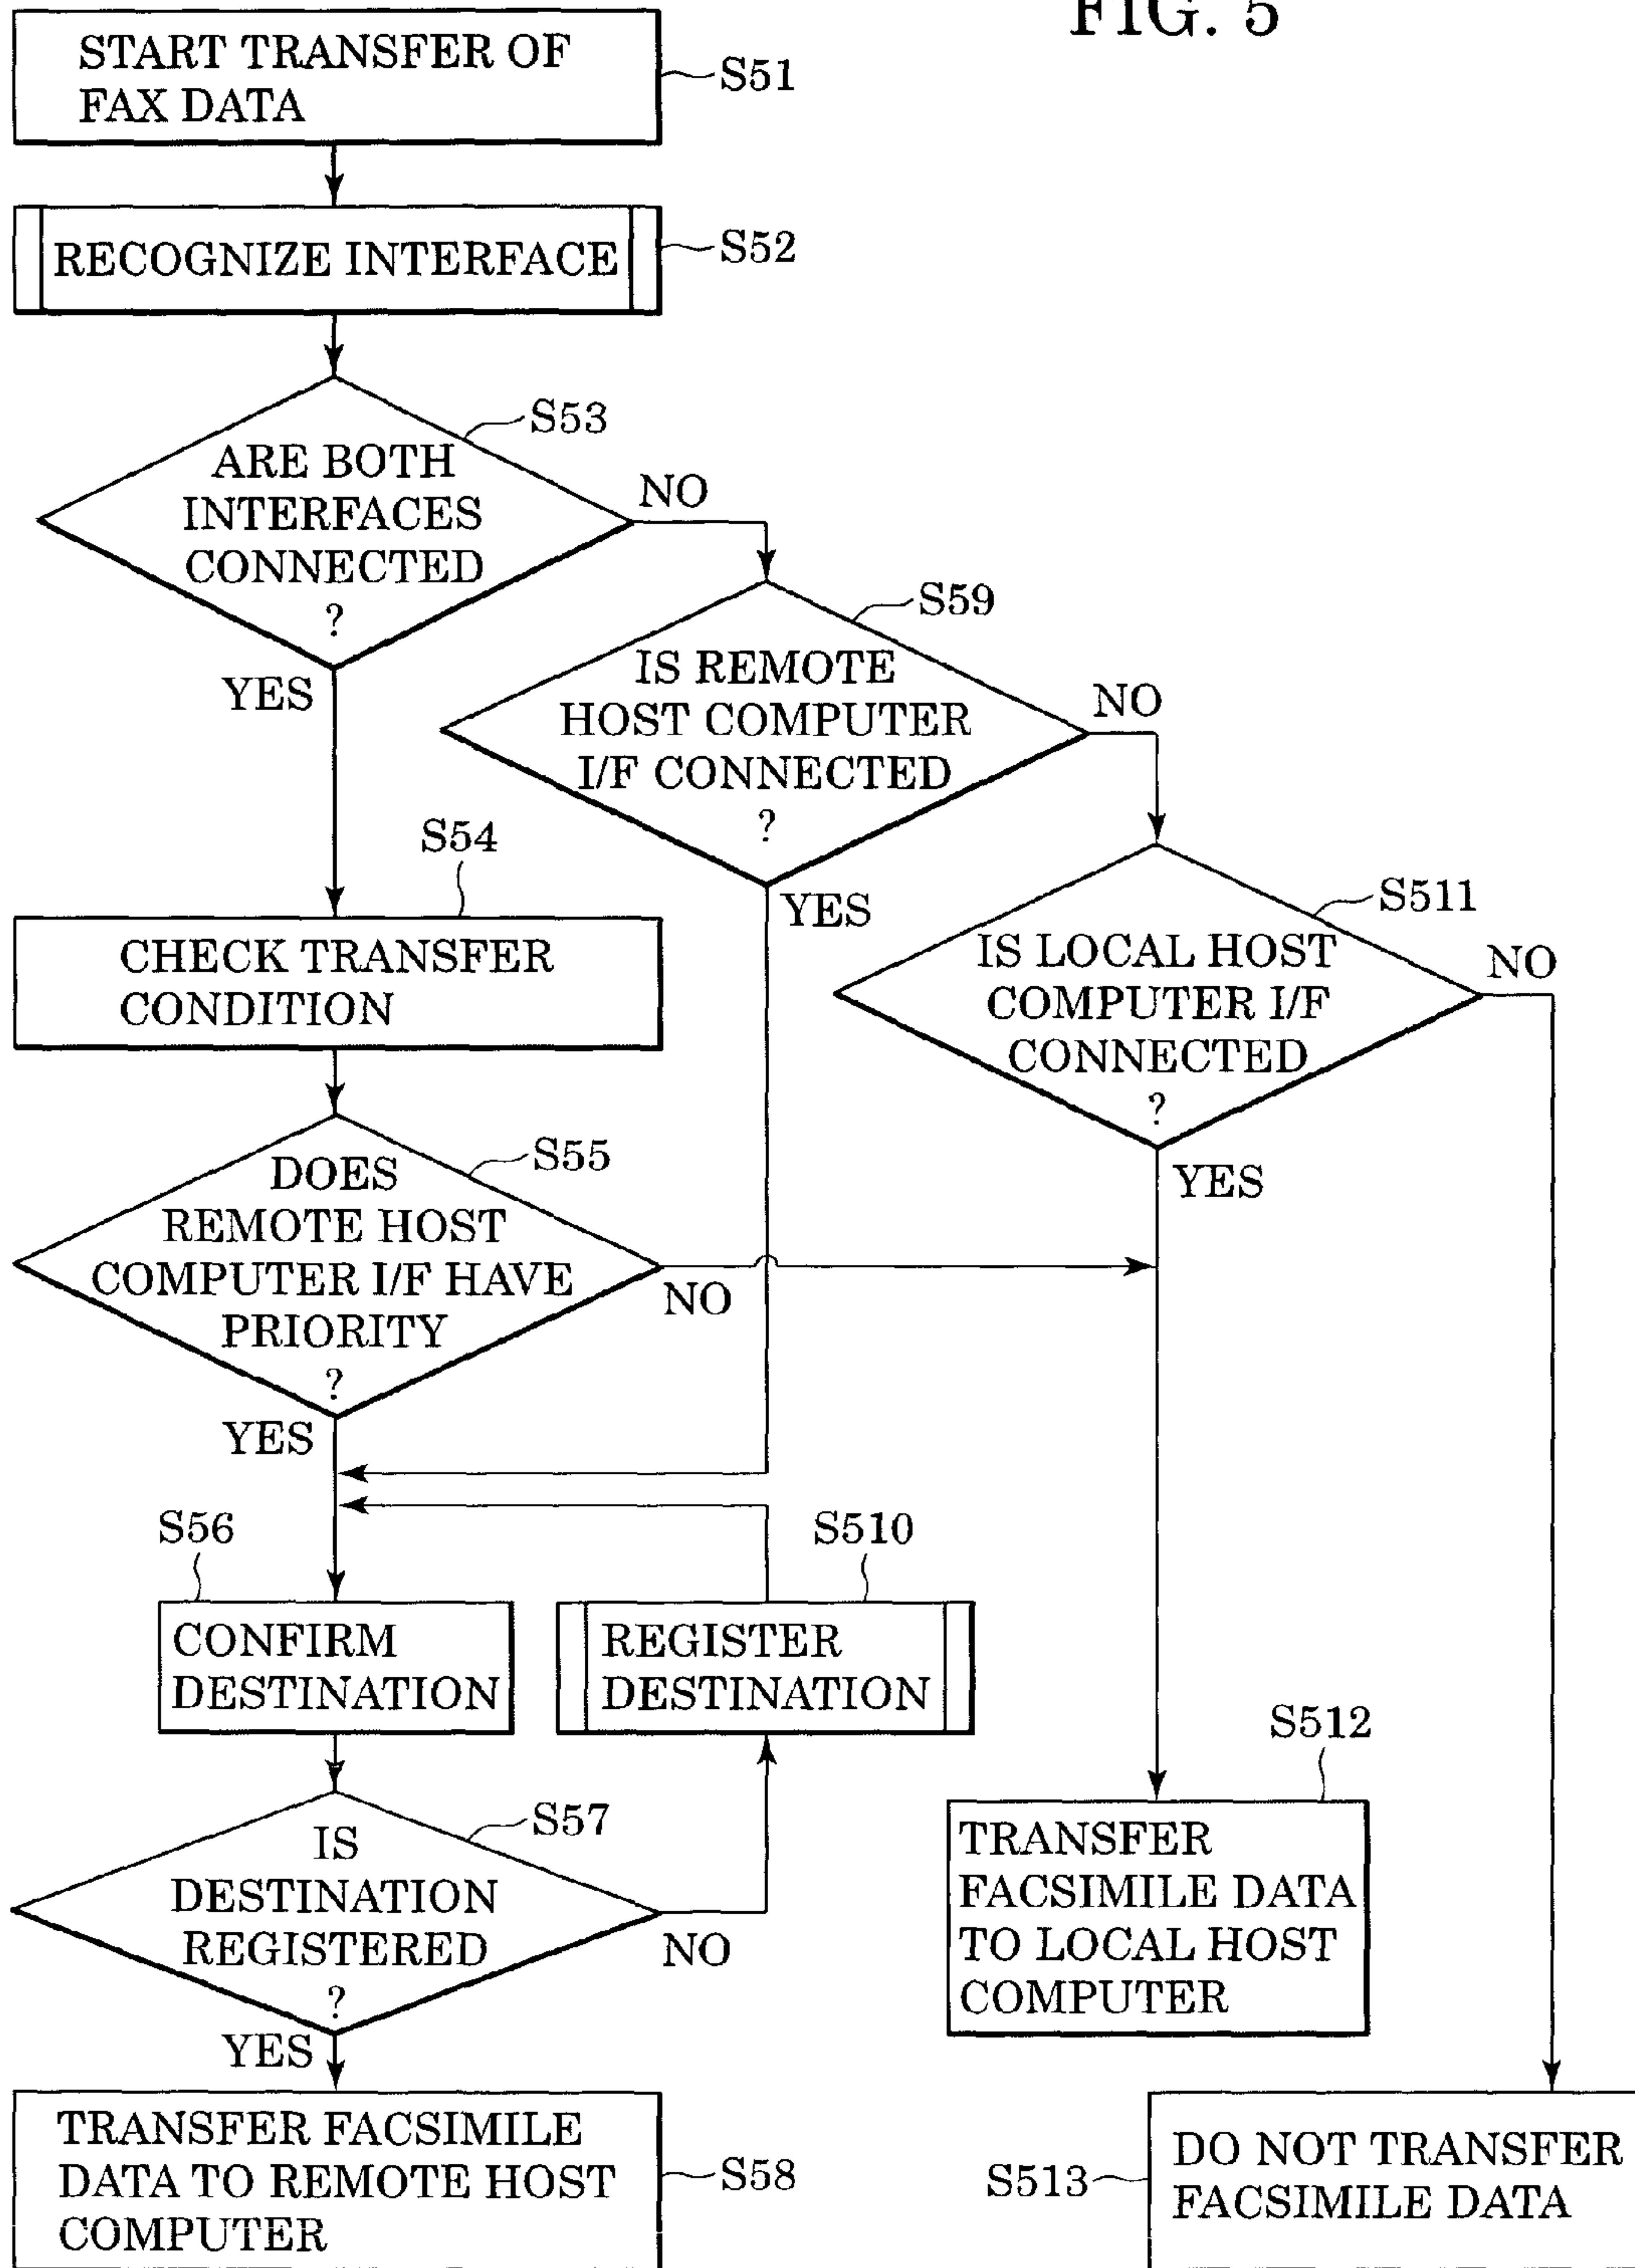 FIG. 5
START TRANSFER OF
FAX DATA
S51
RECOGNIZE INTERFACE
S52
S53
ARE BOTH
INTERFACES
CONNECTED
?
NO
YES
S59
IS REMOTE
HOST COMPUTER
I/F CONNECTED
?
NO
YES
S54
CHECK TRANSFER
CONDITION
S511
IS LOCAL HOST
COMPUTER I/F
CONNECTED
?
NO
YES
S55
DOES
REMOTE HOST
COMPUTER I/F HAVE
PRIORITY
?
NO
YES
S56
CONFIRM
DESTINATION
S510
REGISTER
DESTINATION
S57
IS
DESTINATION
REGISTERED
?
NO
YES
S512
TRANSFER
FACSIMILE DATA
TO LOCAL HOST
COMPUTER
TRANSFER FACSIMILE
DATA TO REMOTE HOST
COMPUTER
S58
S513
DO NOT TRANSFER
FACSIMILE DATA